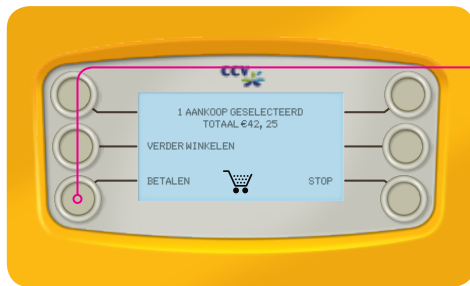 CCV
1 AANKOOP GESELECTEERD
TOTAAL €42, 25
VERDER WINKELEN
BETALEN STOP